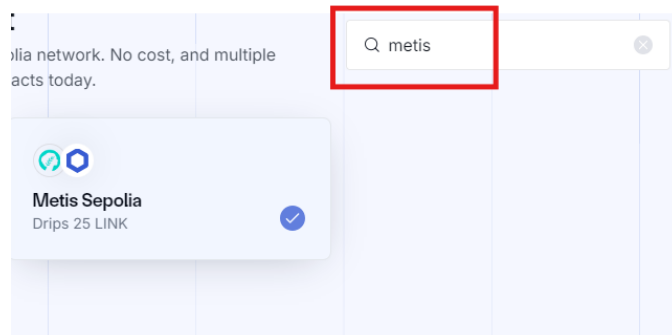 olia network. No cost, and multiple
acts today.
metis
Metis Sepolia
Drips 25 LINK